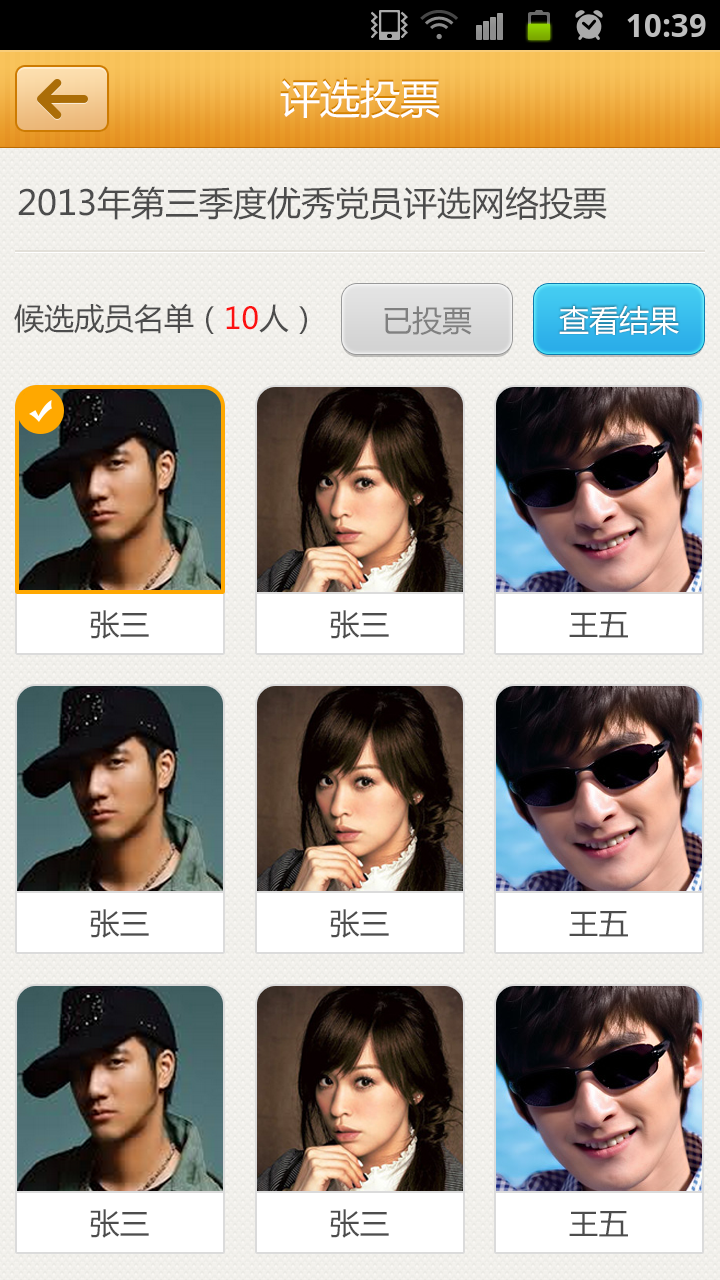 10:39
评选投票
2013年第三季度优秀党员评选网络投票
候选成员名单（10人） 已投票 查看结果
张三 张三 王五
张三 张三 王五
张三 张三 王五